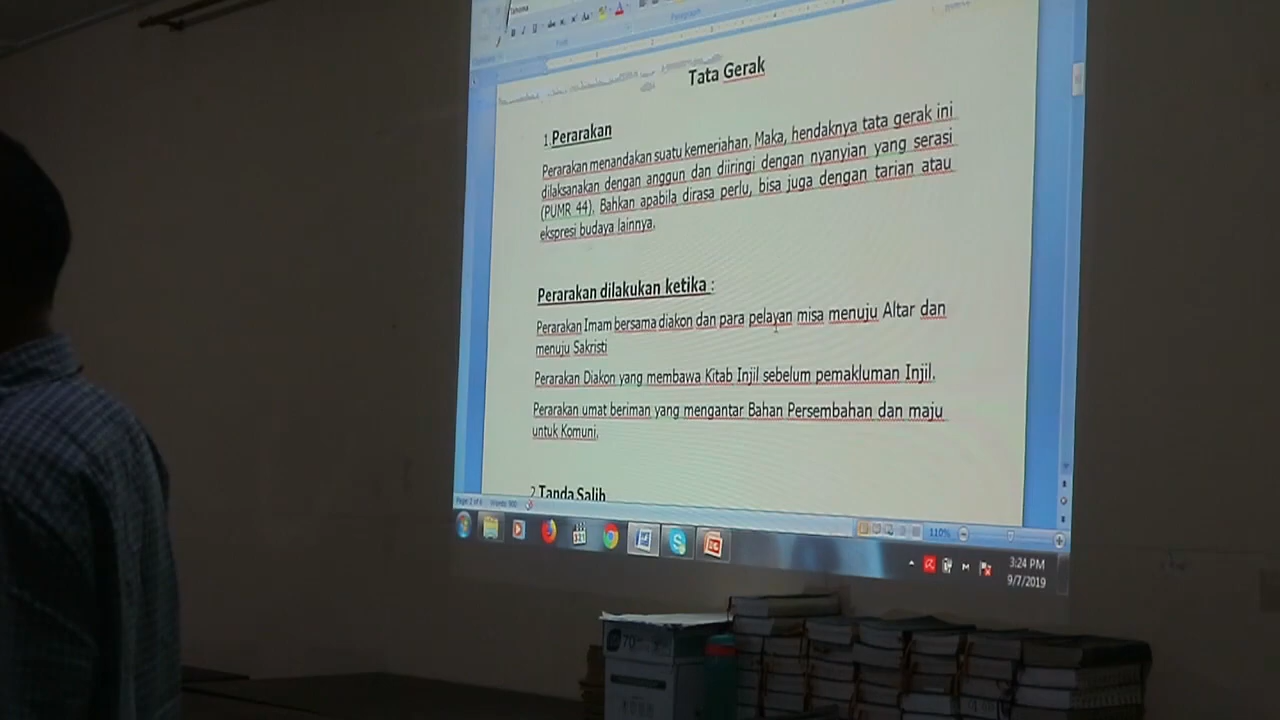 Tahoma
Tata Gerak
1.Perarakan
Perarakan menandakan suatu kemeriahan. Maka, hendaknya tata gerak ini
dilaksanakan dengan anggun dan diiringi dengan nyanyian yang serasi
(PUMR 44). Bahkan apabila dirasa perlu, bisa juga dengan tarian atau
ekspresi budaya lainnya.
Perarakan dilakukan ketika :
Perarakan Imam bersama diakon dan para pelayan misa menuju Altar dan
menuju Sakristi
Perarakan Diakon yang membawa Kitab Injil sebelum pemakluman Injil.
Perarakan umat beriman yang mengantar Bahan Persembahan dan maju
untuk Komuni.
2.Tanda Salib
110%
3:24 PM
9/7/2019
70